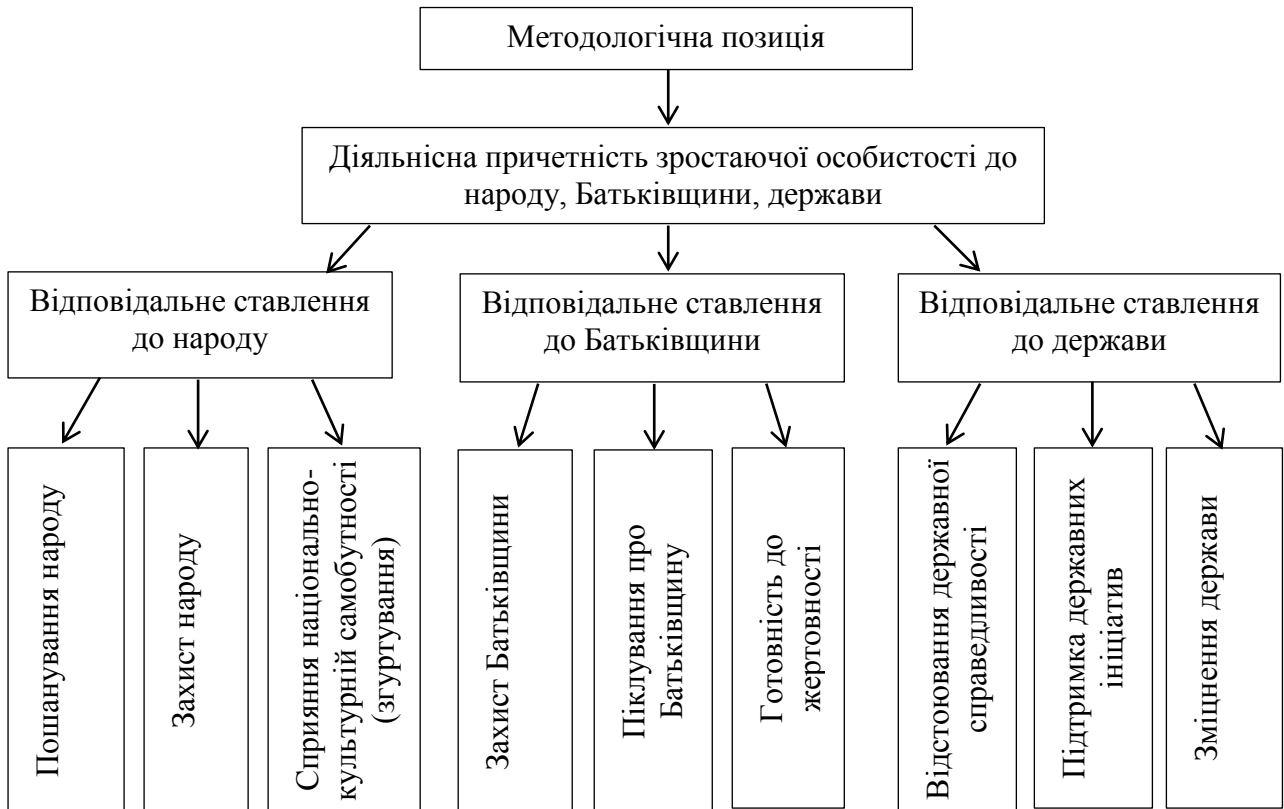 Методологічна позиція
Діяльнісна причетність зростаючої особистості до
народу, Батьківщини, держави
Відповідальне ставлення
до народу
Відповідальне ставлення
до Батьківщини
Відповідальне ставлення
до держави
Пошанування народу
Захист народу
Сприяння національно-
культурній самобутності
(згуртування)
Захист Батьківщини
Піклування про
Батьківщину
Готовність до
жертовності
Відстоювання державної
справедливості
Підтримка державних
ініціатив
Зміцнення держави